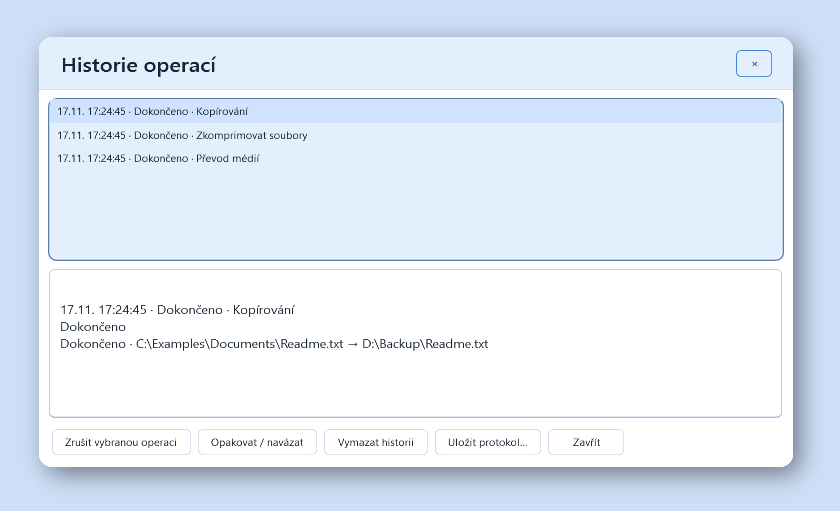 Historie operací
×
17.11. 17:24:45 · Dokončeno · Kopírování
17.11. 17:24:45 · Dokončeno · Zkomprimovat soubory
17.11. 17:24:45 · Dokončeno · Převod médií
17.11. 17:24:45 · Dokončeno · Kopírování
Dokončeno
Dokončeno · C:\Examples\Documents\Readme.txt → D:\Backup\Readme.txt
Zrušit vybranou operaci
Opakovat / navázat
Vymazat historii
Uložit protokol...
Zavřít